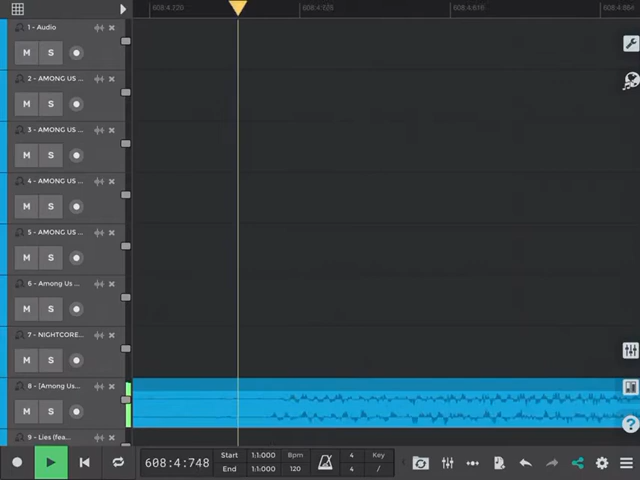 608:4:720 608:4:768 608:4:816 608:4:864
1 - Audio
M S
2 - AMONG US ...
M S
3 - AMONG US ...
M S
4 - AMONG US ...
M S
5 - AMONG US ...
M S
6 - Among Us ...
M S
7 - NIGHTCORE...
M S
8 - [Among Us...
M S
9 - Lies (fea...
608:4:748
Start 1:1:000 Bpm 4 Key
End 1:1:000 120 4 /
?